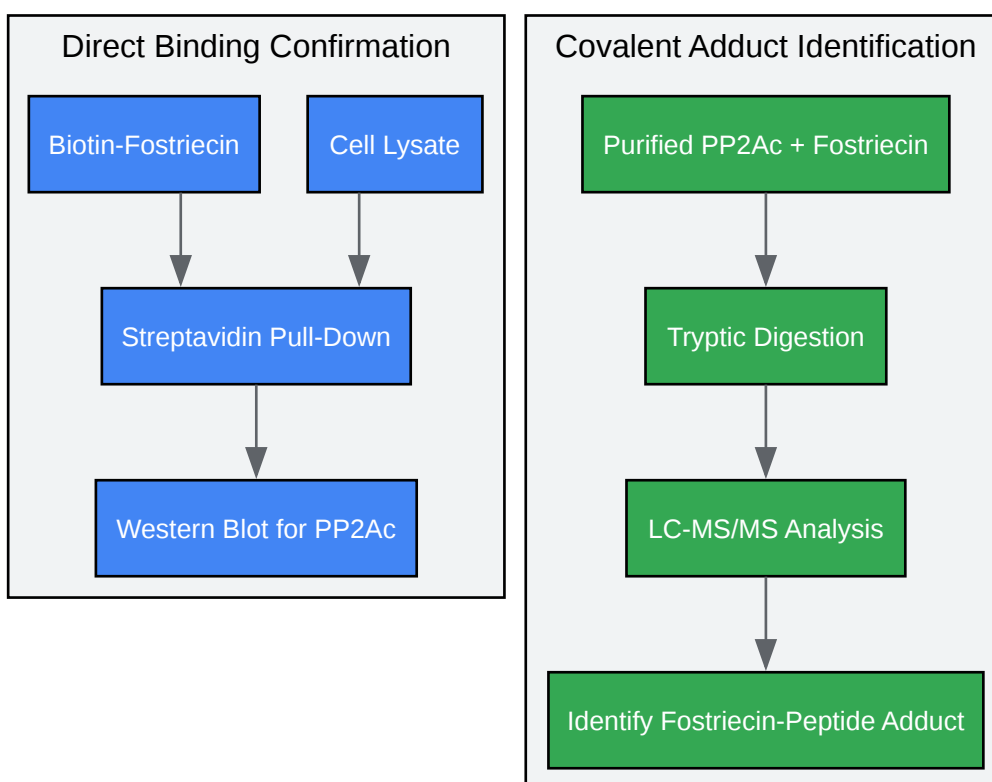 Direct Binding Confirmation
Biotin-Fostriecin
Cell Lysate
Streptavidin Pull-Down
Western Blot for PP2Ac
Covalent Adduct Identification
Purified PP2Ac + Fostriecin
Tryptic Digestion
LC-MS/MS Analysis
Identify Fostriecin-Peptide Adduct